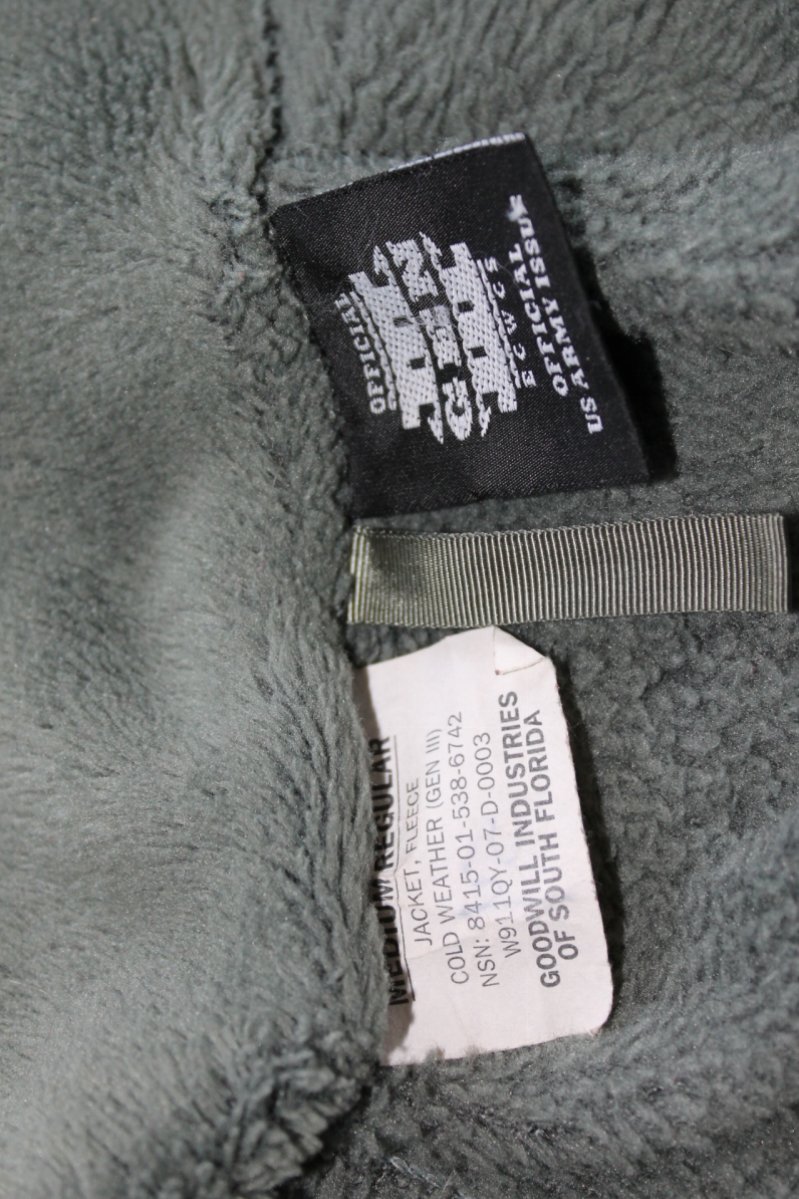 OFFICIAL
GEN
III
ECWCS
OFFICIAL
US ARMY ISSUE
MEDIUM REGULAR
JACKET, FLEECE
COLD WEATHER (GEN III)
NSN: 8415-01-538-6742
W911QY-07-D-0003
GOODWILL INDUSTRIES
OF SOUTH FLORIDA